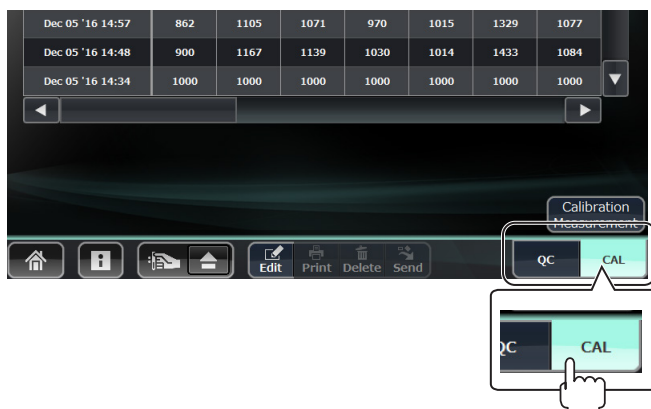 Dec 05 '16 14:57 862 1105 1071 970 1015 1329 1077
Dec 05 '16 14:48 900 1167 1139 1030 1014 1433 1084
Dec 05 '16 14:34 1000 1000 1000 1000 1000 1000 1000
Calibration
Measurement
Edit Print Delete Send QC CAL
QC CAL